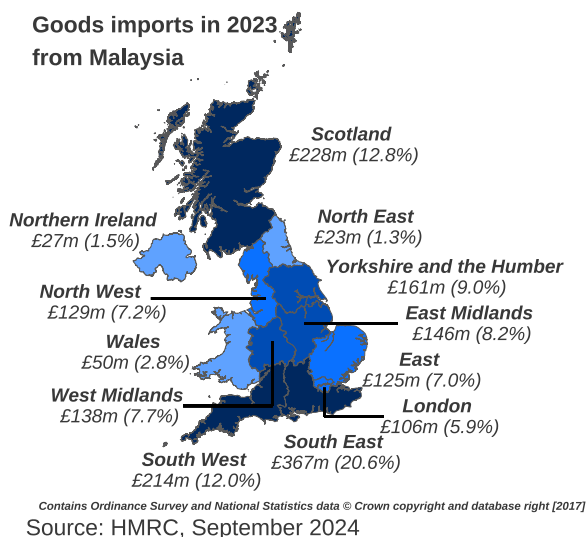 Goods imports in 2023
from Malaysia
Scotland
£228m (12.8%)
Northern Ireland
£27m (1.5%)
North East
£23m (1.3%)
Yorkshire and the Humber
£161m (9.0%)
North West
£129m (7.2%)
East Midlands
£146m (8.2%)
Wales
£50m (2.8%)
East
£125m (7.0%)
West Midlands
£138m (7.7%)
London
£106m (5.9%)
South East
£367m (20.6%)
South West
£214m (12.0%)
Contains Ordinance Survey and National Statistics data © Crown copyright and database right [2017]
Source: HMRC, September 2024